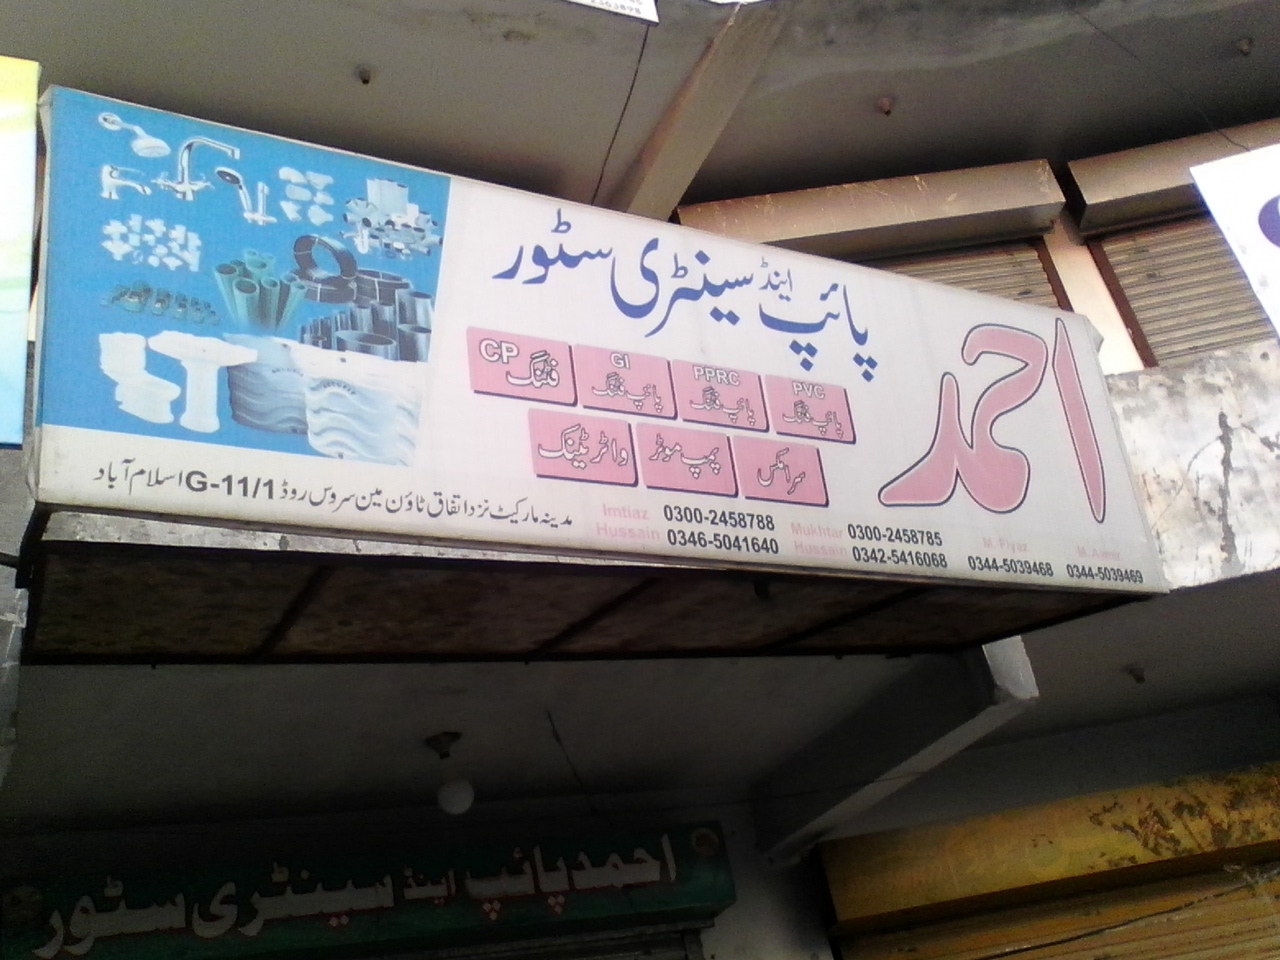 احمد
پائپ اینڈ سینٹری سٹور
PVC پائپ فٹنگ
PPRC پائپ فٹنگ
GI پائپ فٹنگ
CP فٹنگ
سرامکس
پمپ موٹر
واٹر ٹینک
مدینہ مارکیٹ نزد اتفاق ٹاؤن مین سروس روڈ G-11/1 اسلام آباد
Imtiaz Hussain
0300-2458788
0346-5041640
Mukhtar Hussain
0300-2458785
0342-5416068
M.
0344-5039468
M.
0344-5039469
احمد پائپ اینڈ سینٹری سٹور